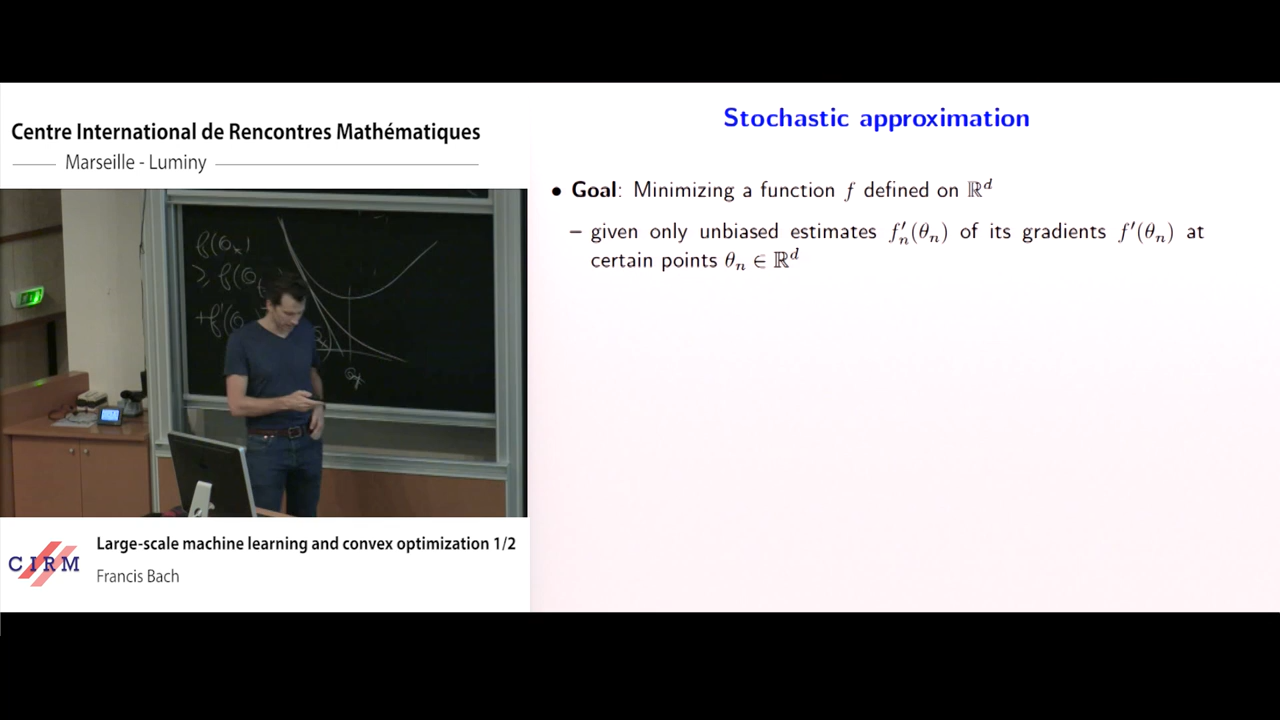 Centre International de Rencontres Mathématiques
Marseille - Luminy
f(θ_*)
≥ f(θ
+f'(θ
θ_*
CIRM
Large-scale machine learning and convex optimization 1/2
Francis Bach
Stochastic approximation
• Goal: Minimizing a function f defined on ℝ^d
– given only unbiased estimates f'_n(θ_n) of its gradients f'(θ_n) at
certain points θ_n ∈ ℝ^d